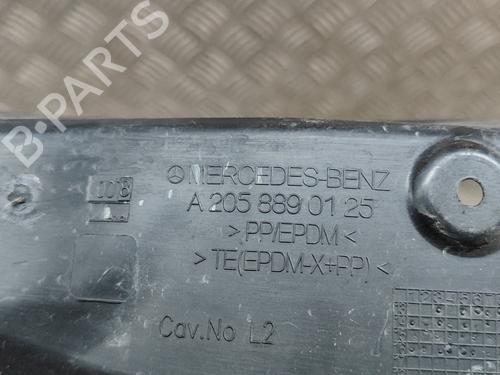 B-PARTS
MERCEDES-BENZ
A 205 889 01 25
>PP/EPDM<
>TE(EPDM-X+PP)<
Cav.No L2